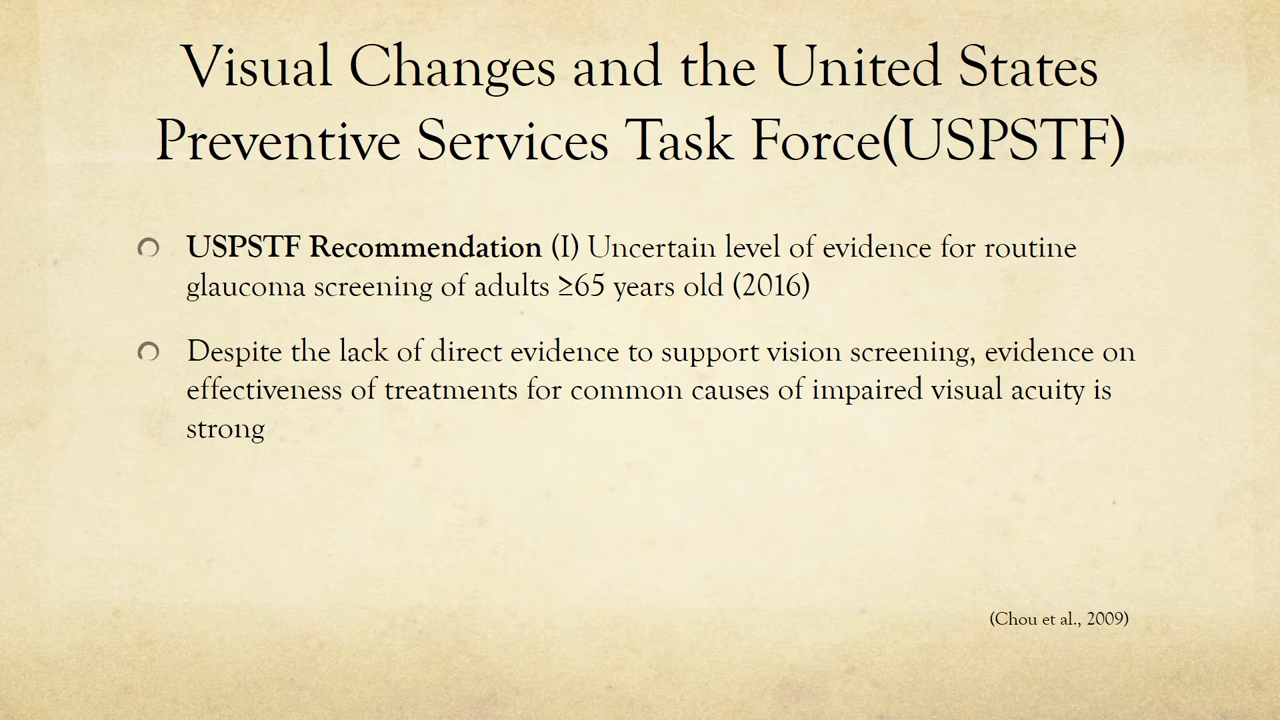 Visual Changes and the United States
Preventive Services Task Force(USPSTF)
USPSTF Recommendation (I) Uncertain level of evidence for routine
glaucoma screening of adults ≥65 years old (2016)
Despite the lack of direct evidence to support vision screening, evidence on
effectiveness of treatments for common causes of impaired visual acuity is
strong
(Chou et al., 2009)